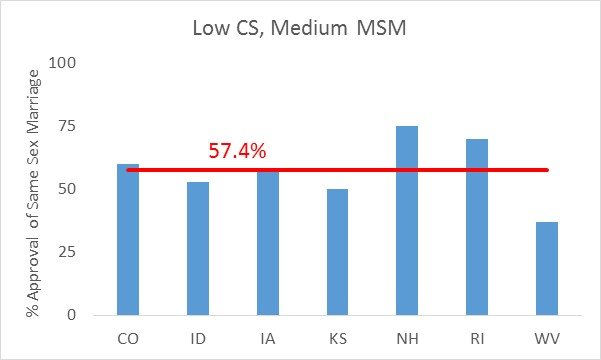 Low CS, Medium MSM
% Approval of Same Sex Marriage
100
75
50
25
0
57.4%
CO ID IA KS NH RI WV